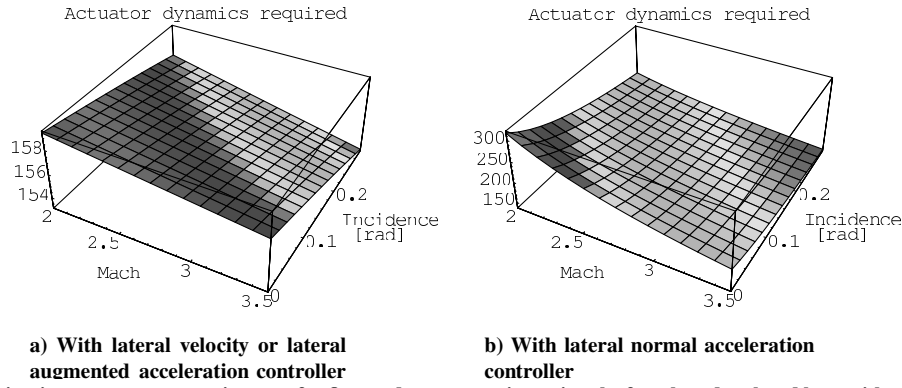 Actuator dynamics required
158
156
154
2
2.5
3
3.5
0
0.1
0.2
Incidence
[rad]
Mach
a) With lateral velocity or lateral
augmented acceleration controller
Actuator dynamics required
300
250
200
150
2
2.5
3
3.5
0
0.1
0.2
Incidence
[rad]
Mach
b) With lateral normal acceleration
controller